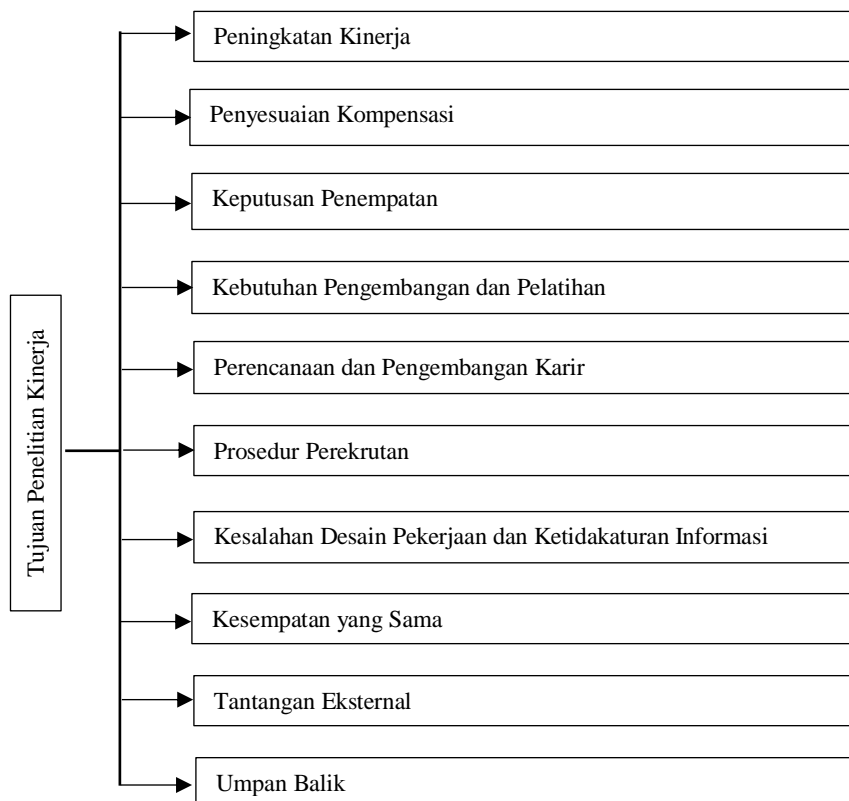 Tujuan Penelitian Kinerja
Peningkatan Kinerja
Penyesuaian Kompensasi
Keputusan Penempatan
Kebutuhan Pengembangan dan Pelatihan
Perencanaan dan Pengembangan Karir
Prosedur Perekrutan
Kesalahan Desain Pekerjaan dan Ketidakaturan Informasi
Kesempatan yang Sama
Tantangan Eksternal
Umpan Balik